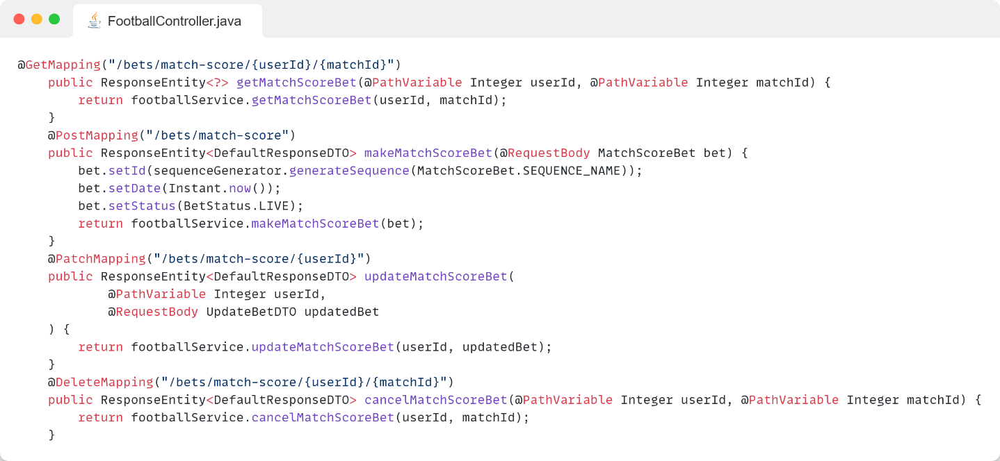 FootballController.java
@GetMapping("/bets/match-score/{userId}/{matchId}")
    public ResponseEntity<?> getMatchScoreBet(@PathVariable Integer userId, @PathVariable Integer matchId) {
        return footballService.getMatchScoreBet(userId, matchId);
    }
    @PostMapping("/bets/match-score")
    public ResponseEntity<DefaultResponseDTO> makeMatchScoreBet(@RequestBody MatchScoreBet bet) {
        bet.setId(sequenceGenerator.generateSequence(MatchScoreBet.SEQUENCE_NAME));
        bet.setDate(Instant.now());
        bet.setStatus(BetStatus.LIVE);
        return footballService.makeMatchScoreBet(bet);
    }
    @PatchMapping("/bets/match-score/{userId}")
    public ResponseEntity<DefaultResponseDTO> updateMatchScoreBet(
            @PathVariable Integer userId,
            @RequestBody UpdateBetDTO updatedBet
    ) {
        return footballService.updateMatchScoreBet(userId, updatedBet);
    }
    @DeleteMapping("/bets/match-score/{userId}/{matchId}")
    public ResponseEntity<DefaultResponseDTO> cancelMatchScoreBet(@PathVariable Integer userId, @PathVariable Integer matchId) {
        return footballService.cancelMatchScoreBet(userId, matchId);
    }